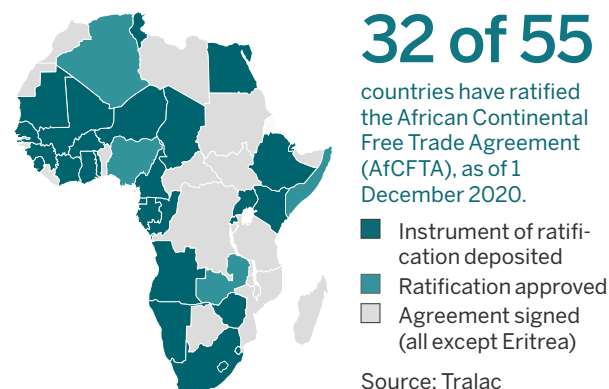 32 of 55
countries have ratified
the African Continental
Free Trade Agreement
(AfCFTA), as of 1
December 2020.
Instrument of ratifi-
cation deposited
Ratification approved
Agreement signed
(all except Eritrea)
Source: Tralac